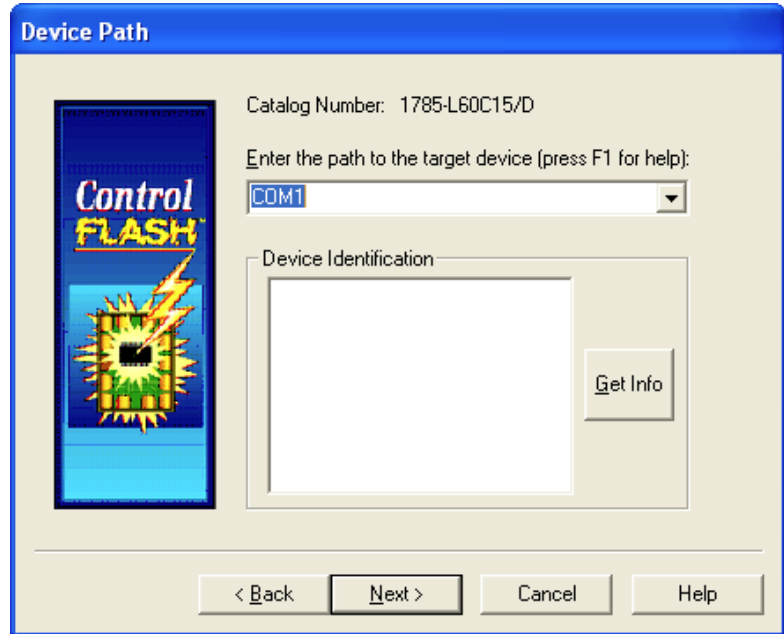 Device Path
Control
FLASH™
Catalog Number: 1785-L60C15/D
Enter the path to the target device (press F1 for help):
COM1
Device Identification
Get Info
< Back
Next >
Cancel
Help